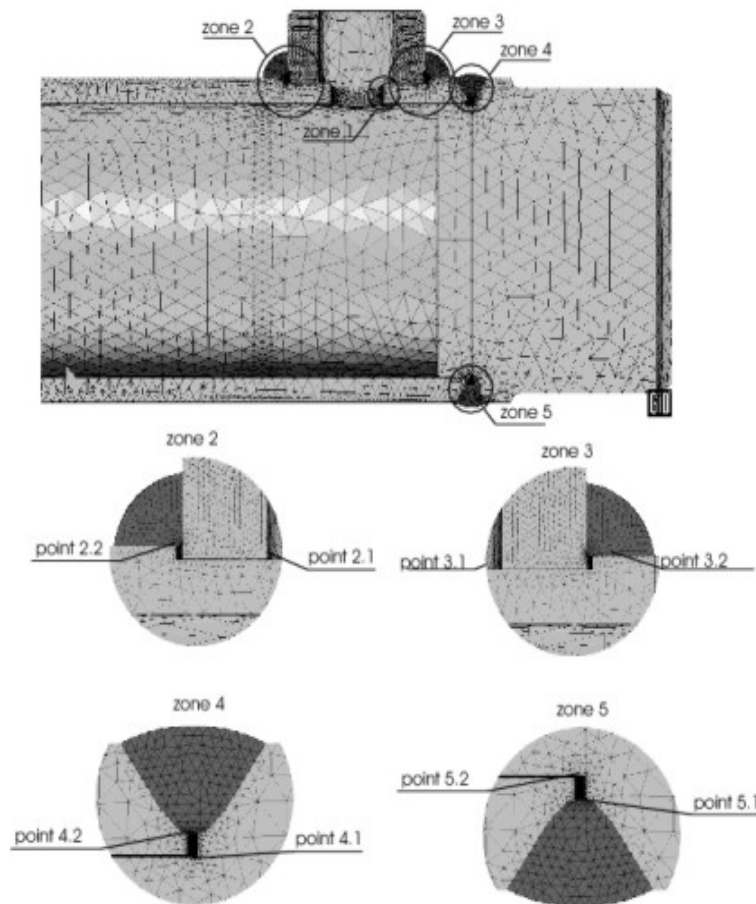 zone 2
zone 3
zone 4
zone 1
zone 5
GiD
zone 2
point 2.2
point 2.1
zone 3
point 3.1
point 3.2
zone 4
point 4.2
point 4.1
zone 5
point 5.2
point 5.1